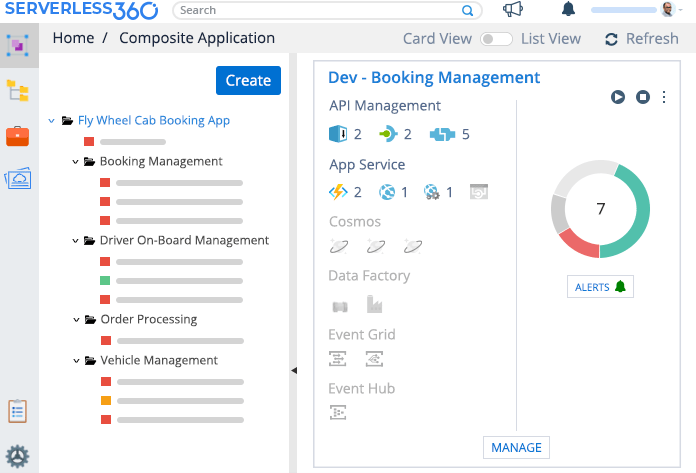 SERVERLESS360
Search
Home / Composite Application
Card View
List View
Refresh
Create
Fly Wheel Cab Booking App
Booking Management
Driver On-Board Management
Order Processing
Vehicle Management
Dev - Booking Management
API Management
2
2
5
App Service
2
1
1
Cosmos
Data Factory
Event Grid
Event Hub
7
ALERTS
MANAGE